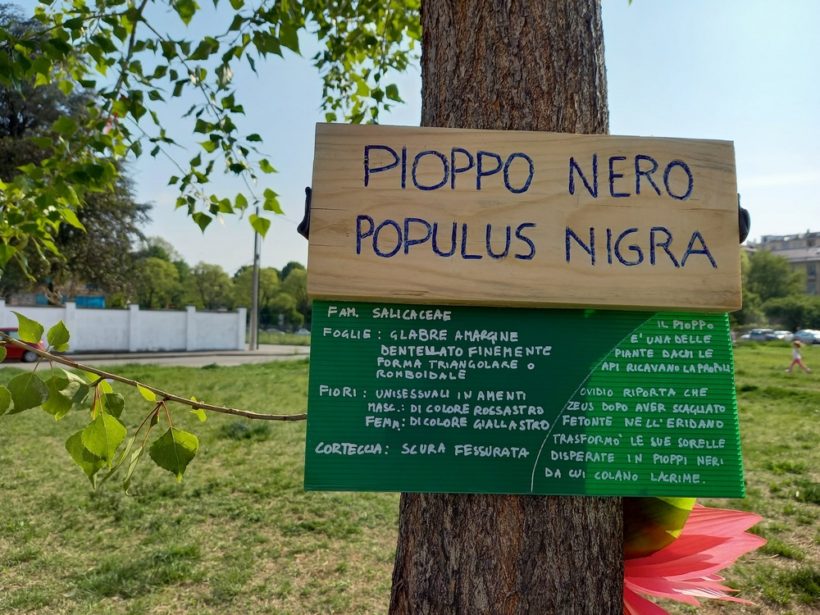 PIOPPO NERO
POPULUS NIGRA
FAM. SALICACEAE
FOGLIE : GLABRE AMARGINE
DENTELLATO FINEMENTE
FORMA TRIANGOLARE O
ROMBOIDALE
FIORI : UNISESSUALI IN AMENTI
MASC.: DI COLORE ROSSASTRO
FEMM.: DI COLORE GIALLASTRO
CORTECCIA : SCURA FESSURATA
IL PIOPPO
E' UNA DELLE
PIANTE DACUI LE
API RICAVANO LA PROPOLI
OVIDIO RIPORTA CHE
ZEUS DOPO AVER SCAGLIATO
FETONTE NELL'ERIDANO
TRASFORMO' LE SUE SORELLE
DISPERATE IN PIOPPI NERI
DA CUI COLANO LACRIME.